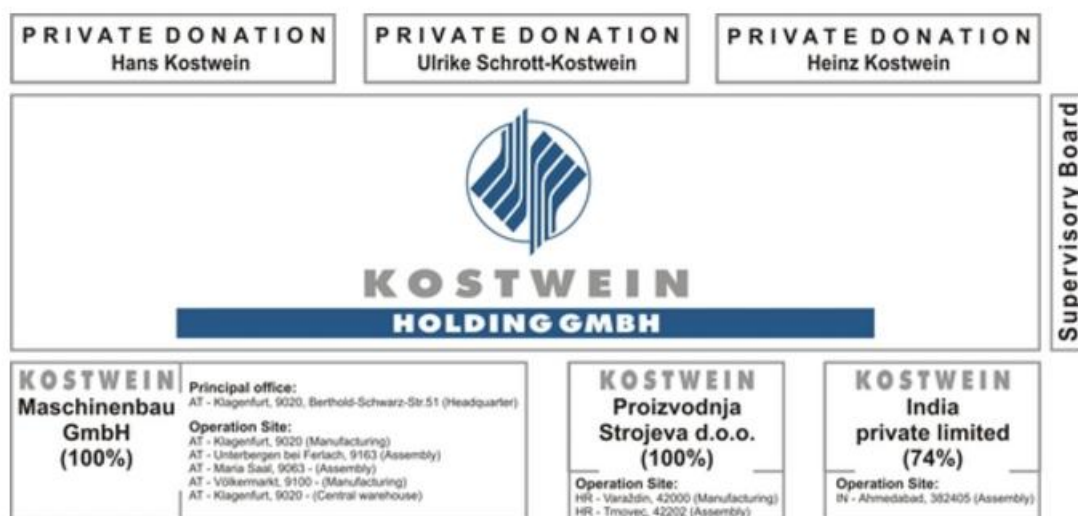 PRIVATE DONATION
Hans Kostwein
PRIVATE DONATION
Ulrike Schrott-Kostwein
PRIVATE DONATION
Heinz Kostwein
KOSTWEIN
HOLDING GMBH
Supervisory Board
KOSTWEIN
Maschinenbau
GmbH
(100%)
Principal office:
AT - Klagenfurt, 9020, Berthold-Schwarz-Str.51 (Headquarter)
Operation Site:
AT - Klagenfurt, 9020 (Manufacturing)
AT - Unterbergen bei Ferlach, 9163 (Assembly)
AT - Maria Saal, 9063 - (Assembly)
AT - Völkermarkt, 9100 - (Manufacturing)
AT - Klagenfurt, 9020 - (Central warehouse)
KOSTWEIN
Proizvodnja
Strojeva d.o.o.
(100%)
Operation Site:
HR - Varaždin, 42000 (Manufacturing)
HR - Trnovec, 42202 (Assembly)
KOSTWEIN
India
private limited
(74%)
Operation Site:
IN - Ahmedabad, 382405 (Assembly)